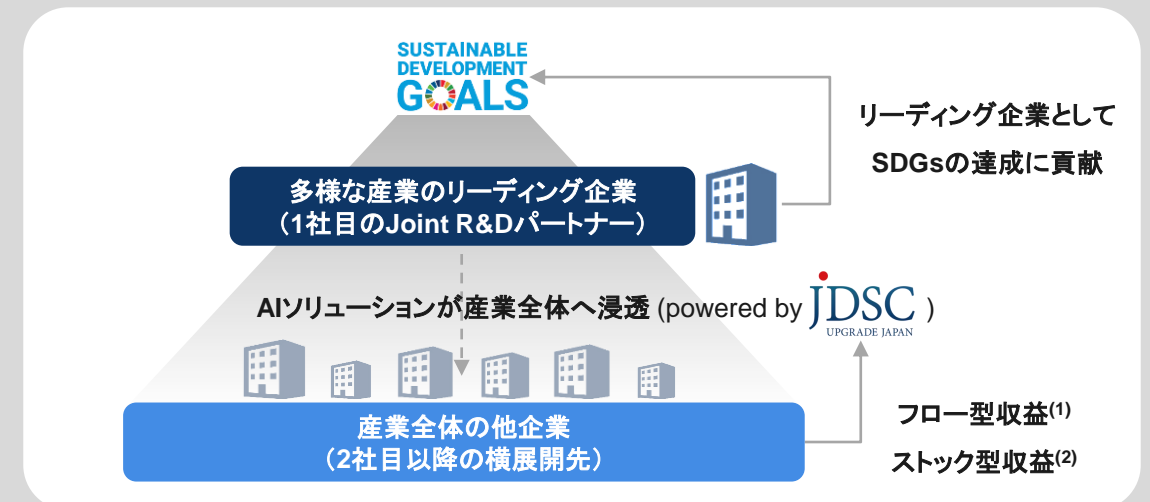 SUSTAINABLE
DEVELOPMENT
GOALS
リーディング企業として
SDGsの達成に貢献
多様な産業のリーディング企業
（1社目のJoint R&Dパートナー）
AIソリューションが産業全体へ浸透 (powered by JDSC )
UPGRADE JAPAN
産業全体の他企業
（2社目以降の横展開先）
フロー型収益(1)
ストック型収益(2)